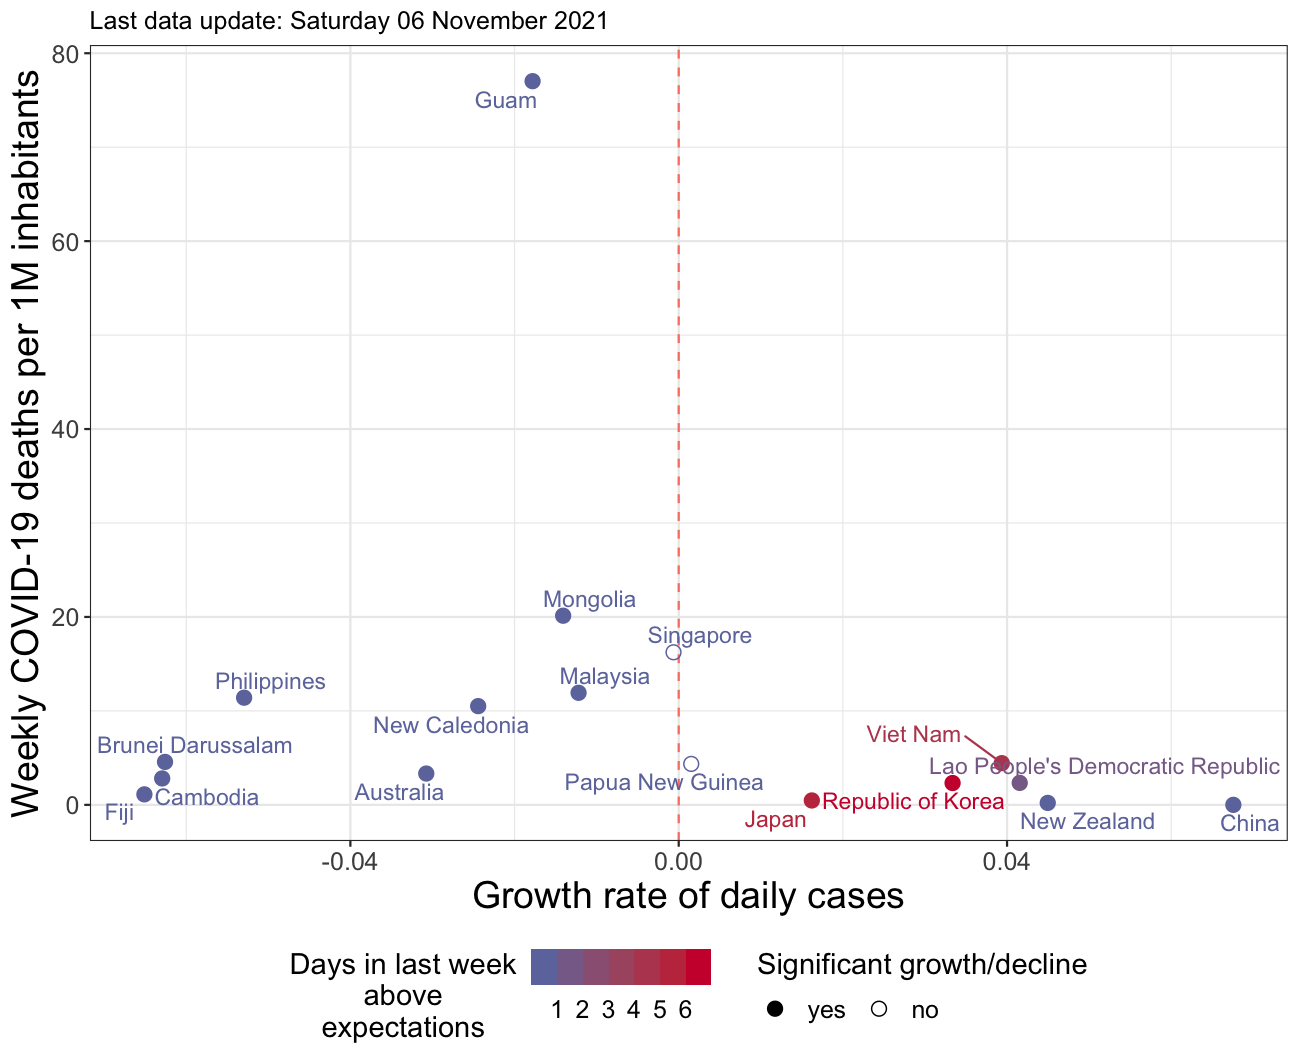 Last data update: Saturday 06 November 2021
Weekly COVID-19 deaths per 1M inhabitants
80
60
40
20
0
Guam
Mongolia
Singapore
Malaysia
Philippines
New Caledonia
Viet Nam
Brunei Darussalam
Lao People's Democratic Republic
Papua New Guinea
Australia
Cambodia
Republic of Korea
Fiji
Japan
New Zealand
China
-0.04
0.00
0.04
Growth rate of daily cases
Days in last week
above
expectations
1 2 3 4 5 6
Significant growth/decline
yes
no